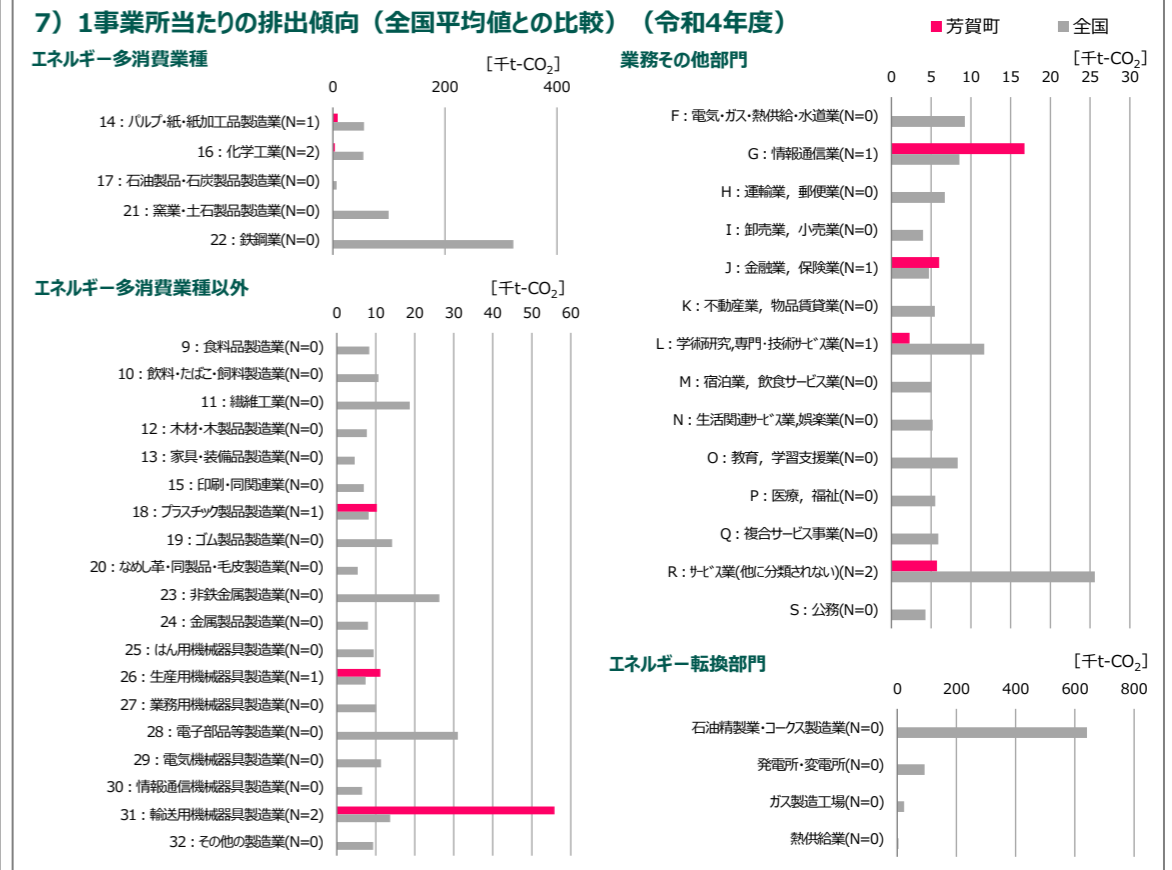 7）1事業所当たりの排出傾向（全国平均値との比較）（令和4年度）
芳賀町 全国
エネルギー多消費業種
[千t-CO2]
0 200 400
14：パルプ・紙・紙加工品製造業(N=1)
16：化学工業(N=2)
17：石油製品・石炭製品製造業(N=0)
21：窯業・土石製品製造業(N=0)
22：鉄鋼業(N=0)
エネルギー多消費業種以外
[千t-CO2]
0 10 20 30 40 50 60
9：食料品製造業(N=0)
10：飲料・たばこ・飼料製造業(N=0)
11：繊維工業(N=0)
12：木材・木製品製造業(N=0)
13：家具・装備品製造業(N=0)
15：印刷・同関連業(N=0)
18：プラスチック製品製造業(N=1)
19：ゴム製品製造業(N=0)
20：なめし革・同製品・毛皮製造業(N=0)
23：非鉄金属製造業(N=0)
24：金属製品製造業(N=0)
25：はん用機械器具製造業(N=0)
26：生産用機械器具製造業(N=1)
27：業務用機械器具製造業(N=0)
28：電子部品等製造業(N=0)
29：電気機械器具製造業(N=0)
30：情報通信機械器具製造業(N=0)
31：輸送用機械器具製造業(N=2)
32：その他の製造業(N=0)
業務その他部門
[千t-CO2]
0 5 10 15 20 25 30
F：電気・ガス・熱供給・水道業(N=0)
G：情報通信業(N=1)
H：運輸業，郵便業(N=0)
I：卸売業，小売業(N=0)
J：金融業，保険業(N=1)
K：不動産業，物品賃貸業(N=0)
L：学術研究,専門・技術ｻｰﾋﾞｽ業(N=1)
M：宿泊業，飲食サービス業(N=0)
N：生活関連ｻｰﾋﾞｽ業,娯楽業(N=0)
O：教育，学習支援業(N=0)
P：医療，福祉(N=0)
Q：複合サービス事業(N=0)
R：ｻｰﾋﾞｽ業(他に分類されない)(N=2)
S：公務(N=0)
エネルギー転換部門
[千t-CO2]
0 200 400 600 800
石油精製業・コークス製造業(N=0)
発電所・変電所(N=0)
ガス製造工場(N=0)
熱供給業(N=0)